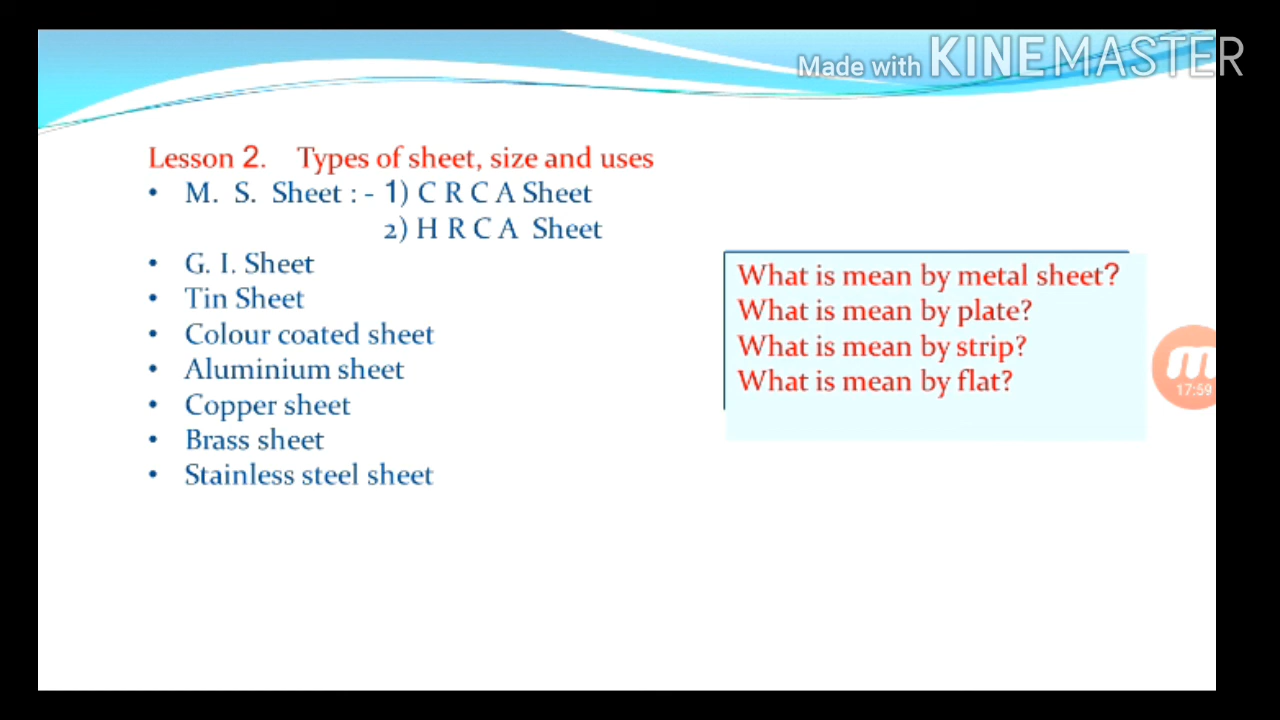 Made with KINEMASTER
Lesson 2. Types of sheet, size and uses
• M. S. Sheet : - 1) C R C A Sheet
2) H R C A Sheet
• G. I. Sheet
• Tin Sheet
• Colour coated sheet
• Aluminium sheet
• Copper sheet
• Brass sheet
• Stainless steel sheet
What is mean by metal sheet?
What is mean by plate?
What is mean by strip?
What is mean by flat?
17:59